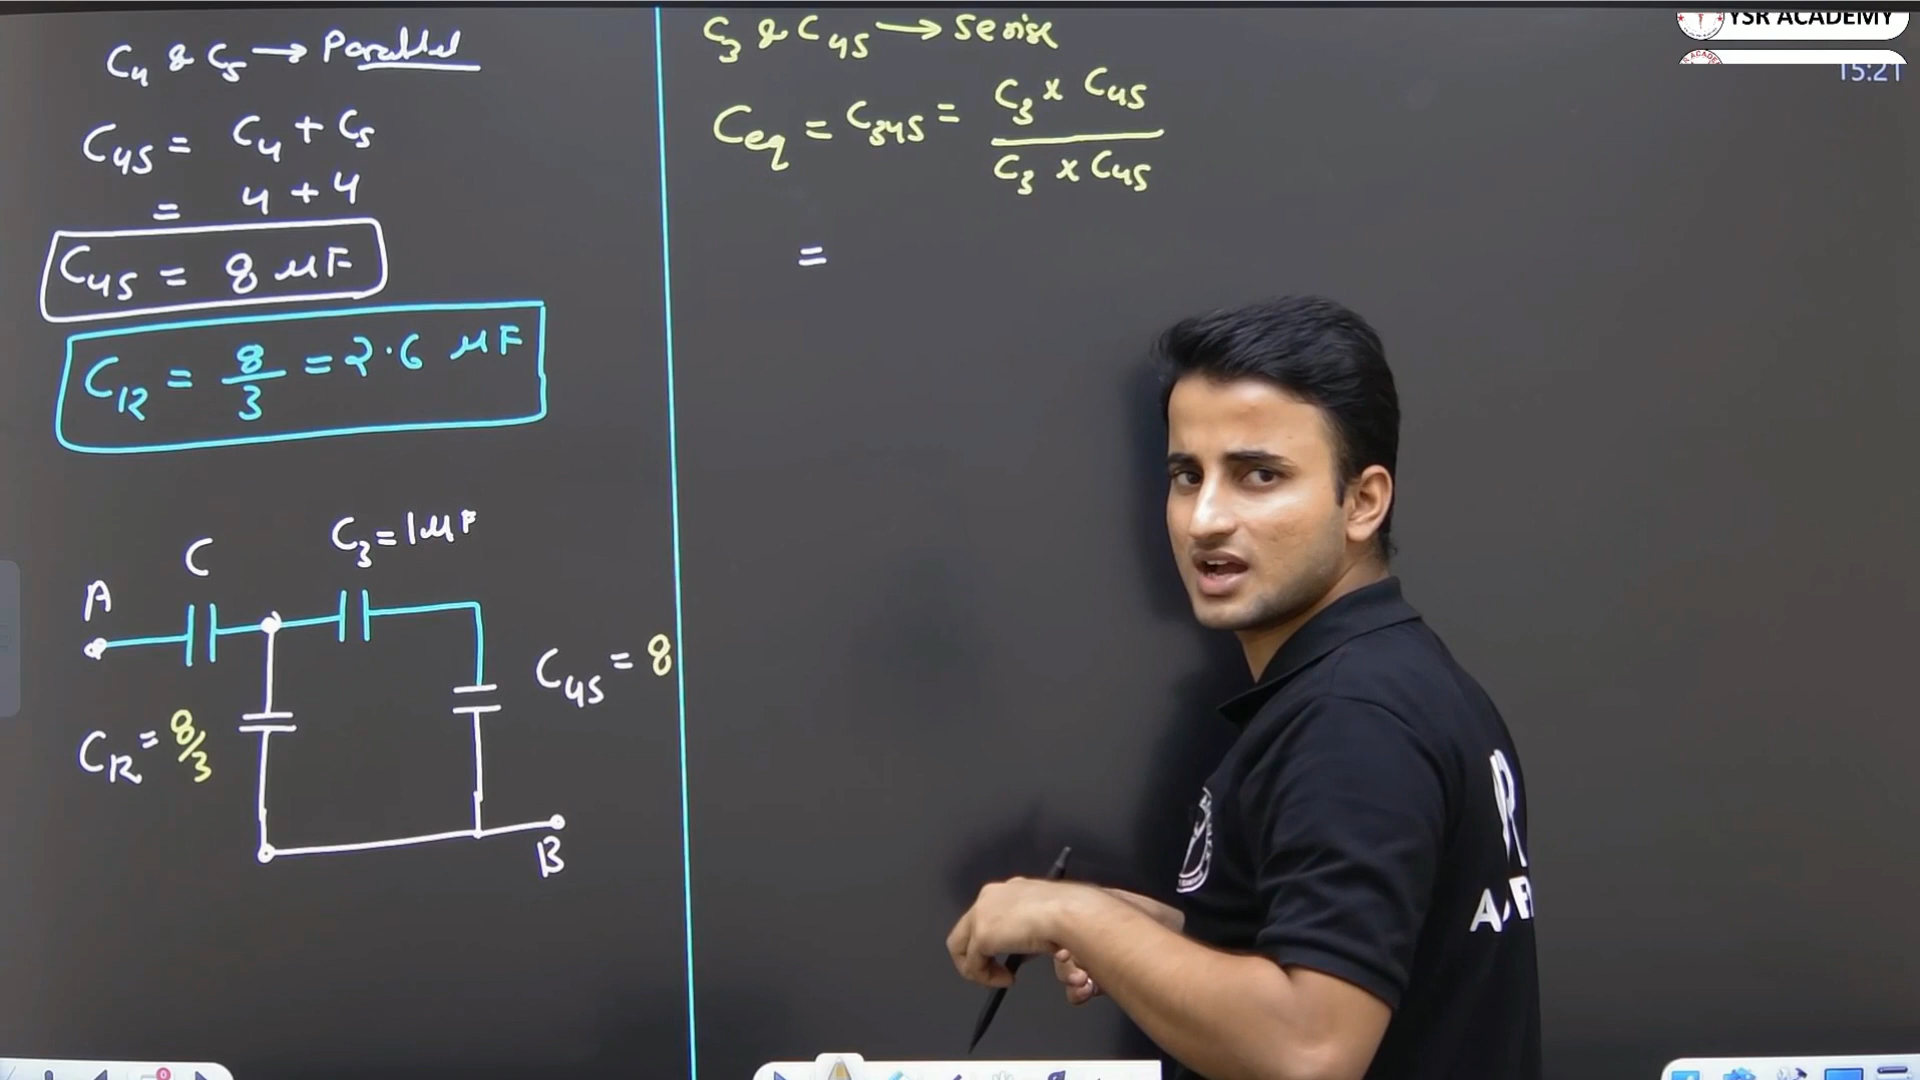 C₄ & C₅ → Parallel
C₄₅ = C₄ + C₅
= 4 + 4
C₄₅ = 8 μF
C₁₂ = 8/3 = 2.6 μF
C
C₃ = 1μF
A
C₄₅ = 8
C₁₂ = 8/3
B
C₃ & C₄₅ → Serise
Ceq = C₃₄₅ = C₃ × C₄₅
C₃ × C₄₅
=
YSR ACADEMY
15:21